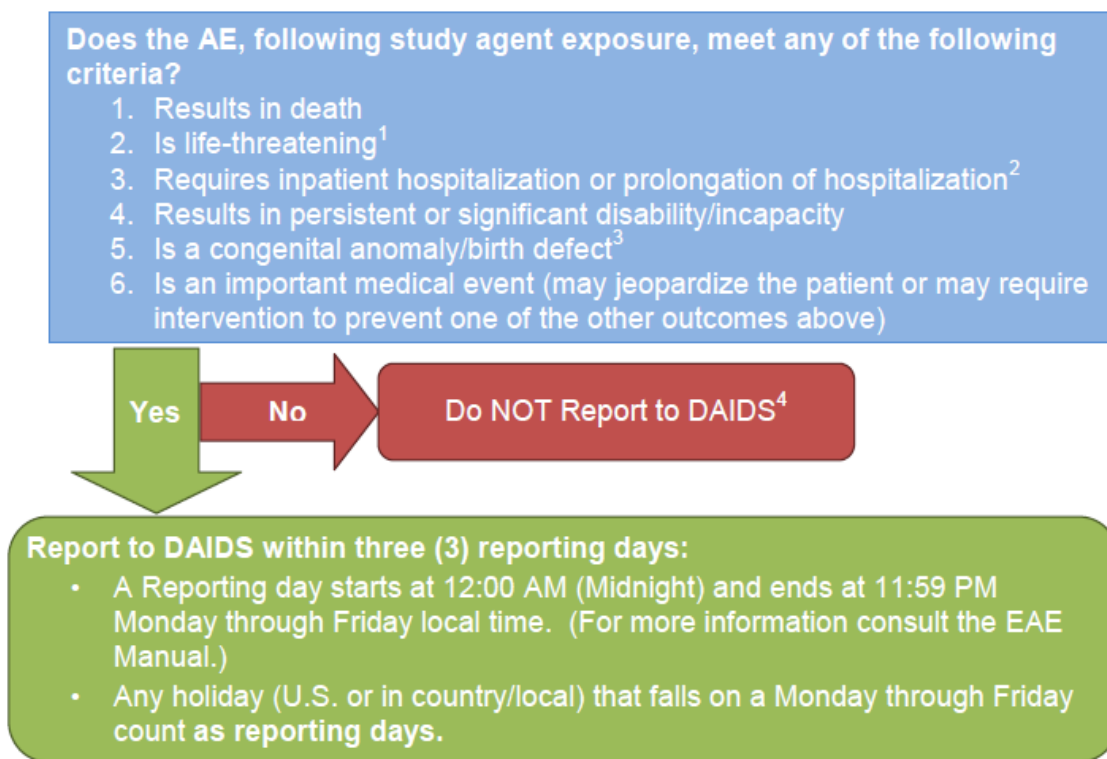 Does the AE, following study agent exposure, meet any of the following
criteria?
1. Results in death
2. Is life-threatening¹
3. Requires inpatient hospitalization or prolongation of hospitalization²
4. Results in persistent or significant disability/incapacity
5. Is a congenital anomaly/birth defect³
6. Is an important medical event (may jeopardize the patient or may require
intervention to prevent one of the other outcomes above)
Yes
No
Do NOT Report to DAIDS⁴
Report to DAIDS within three (3) reporting days:
• A Reporting day starts at 12:00 AM (Midnight) and ends at 11:59 PM
Monday through Friday local time. (For more information consult the EAE
Manual.)
• Any holiday (U.S. or in country/local) that falls on a Monday through Friday
count as reporting days.